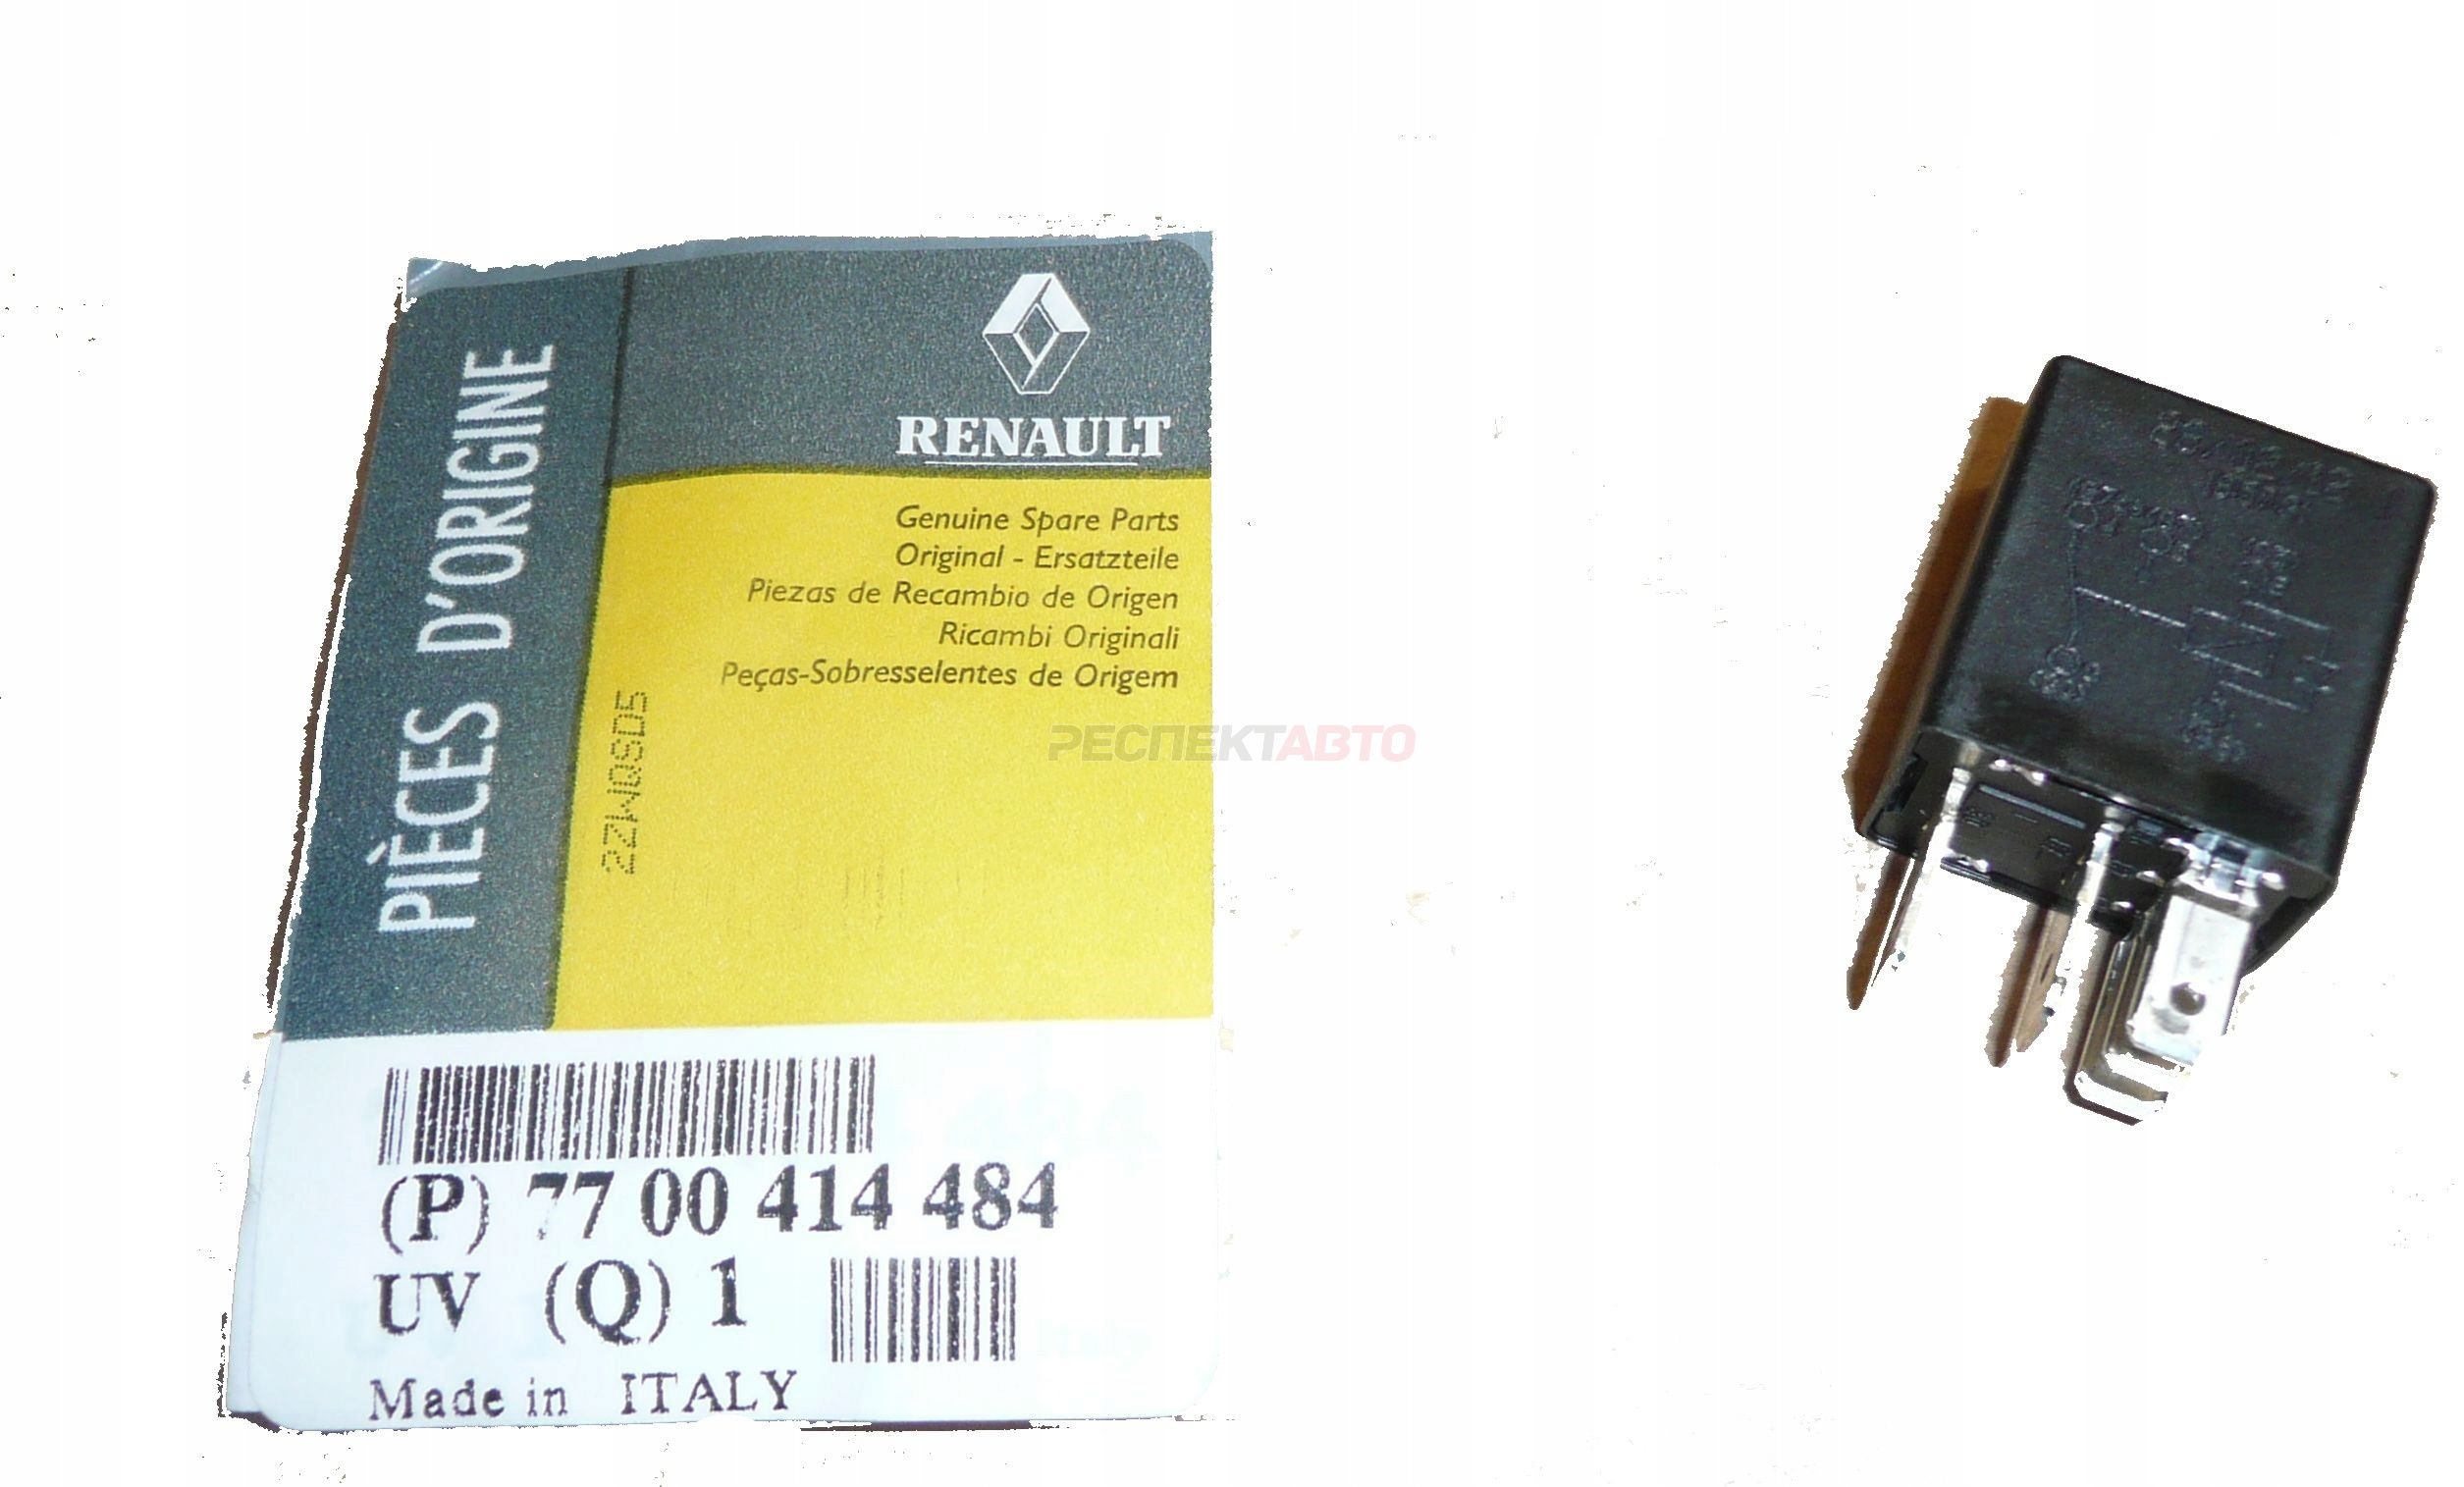 PIÈCES D'ORIGINE
RENAULT
Genuine Spare Parts
Original - Ersatzteile
Piezas de Recambio de Origen
Ricambi Originali
Peças-Sobresselentes de Origem
22WQ8D5
РЕСПЕКТАВТО
(P) 77 00 414 484
UV (Q) 1
Made in ITALY